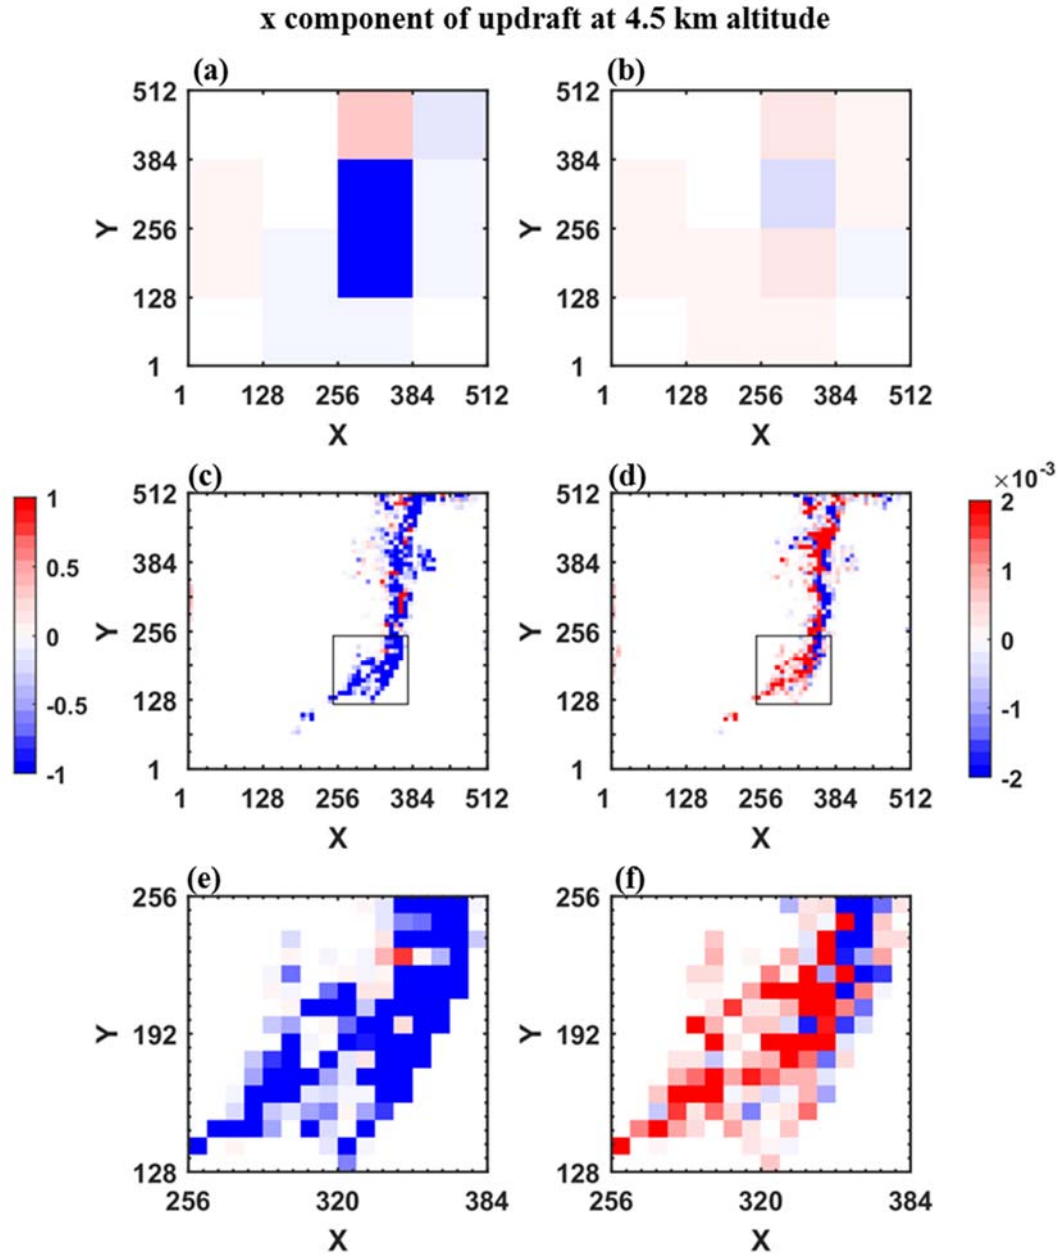 x component of updraft at 4.5 km altitude
(a) (b)
512 512
384 384
Y 256 Y 256
128 128
1 1
1 128 256 384 512 1 128 256 384 512
X X
(c) (d) ×10⁻³
1 512 512 2
0.5 384 384 1
0 Y 256 Y 256 0
-0.5 128 128 -1
-1 1 1 -2
1 128 256 384 512 1 128 256 384 512
X X
(e) (f)
256 256
Y 192 Y 192
128 128
256 320 384 256 320 384
X X